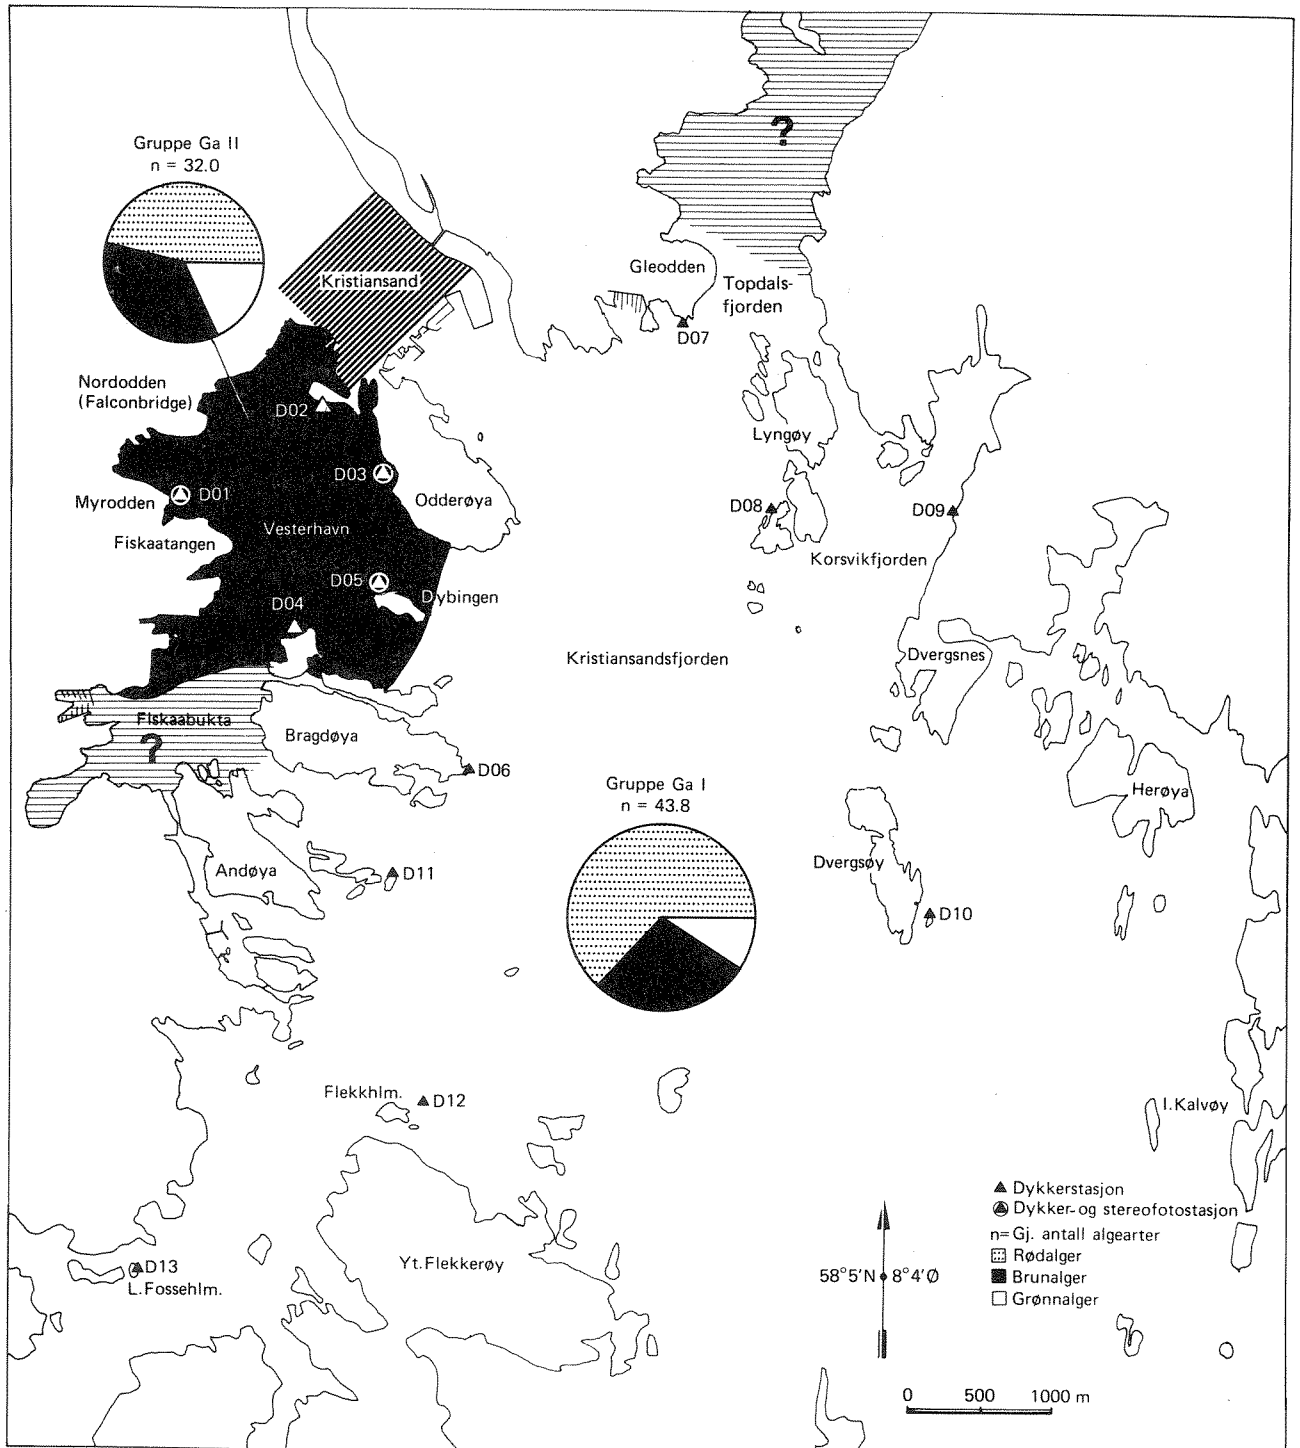 ?
Gruppe Ga II
n = 32.0
Kristiansand
Gleodden
Topdals-
fjorden
D07
Nordodden
(Falconbridge)
D02
Lyngøy
D03
D01
Myrodden
Odderøya
D08
D09
Vesterhavn
Fiskaatangen
Korsvikfjorden
D05
Dybingen
D04
Kristiansandsfjorden
Dvergsnes
Fiskaabukta
?
Bragdøya
D06
Gruppe Ga I
n = 43.8
Herøya
Dvergsøy
Andøya
D11
D10
Flekkhlm.
D12
I.Kalvøy
Dykkerstasjon
Dykker-og stereofotostasjon
n=Gj. antall algearter
Rødalger
Brunalger
Grønnalger
Yt.Flekkerøy
D13
L.Fossehlm.
58°5'N 8°4'Ø
0 500 1000 m